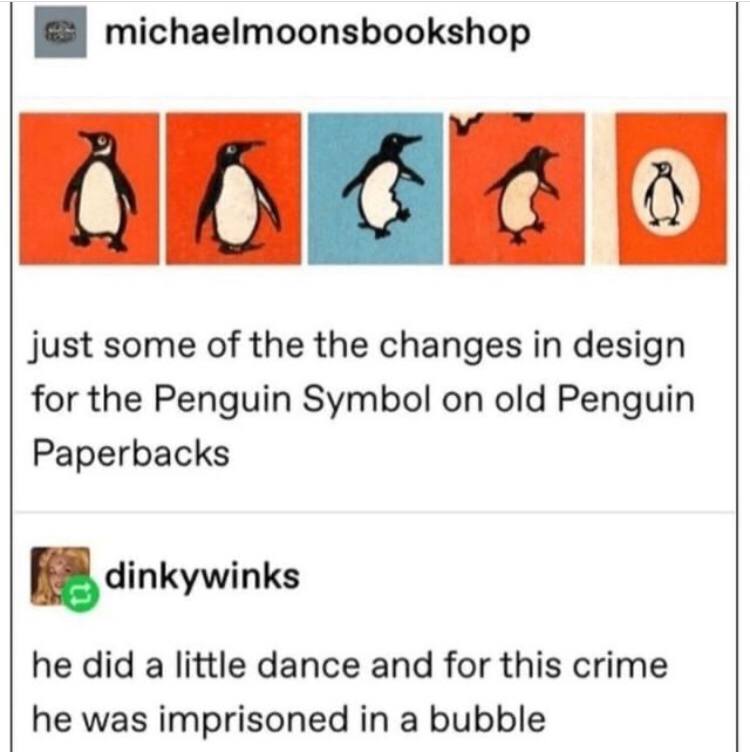 michaelmoonsbookshop
just some of the the changes in design
for the Penguin Symbol on old Penguin
Paperbacks
dinkywinks
he did a little dance and for this crime
he was imprisoned in a bubble